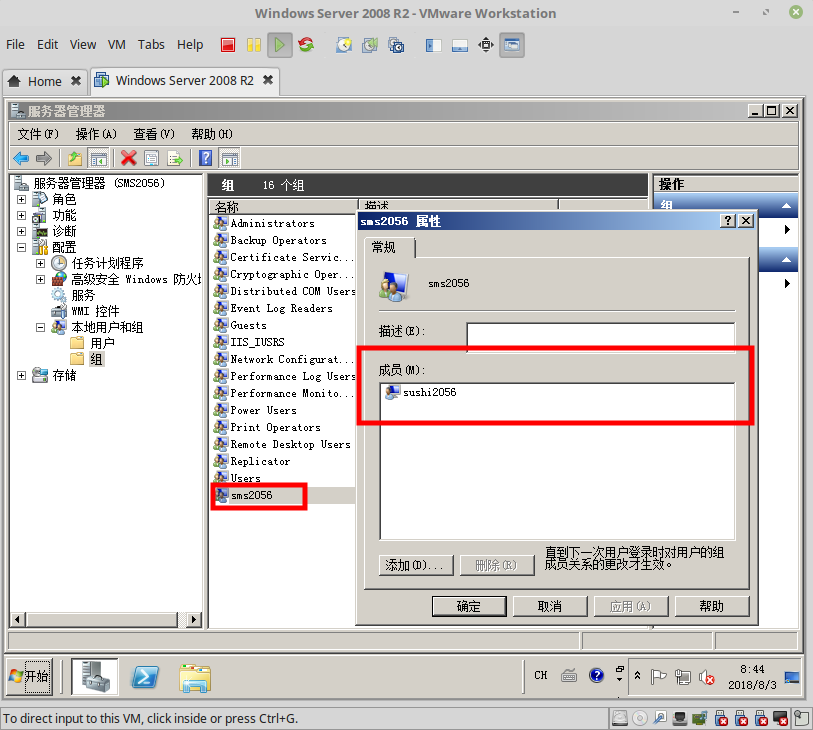 Windows Server 2008 R2 - VMware Workstation
File Edit View VM Tabs Help
Home Windows Server 2008 R2
服务器管理器
文件(F) 操作(A) 查看(V) 帮助(H)
服务器管理器 (SMS2056)
角色
功能
诊断
配置
任务计划程序
高级安全 Windows 防火墙
服务
WMI 控件
本地用户和组
用户
组
存储
组 16 个组
名称 描述
Administrators
Backup Operators
Certificate Servic...
Cryptographic Oper...
Distributed COM Users
Event Log Readers
Guests
IIS_IUSRS
Network Configurat...
Performance Log Users
Performance Monito...
Power Users
Print Operators
Remote Desktop Users
Replicator
Users
sms2056
操作
组
sms2056 属性
常规
sms2056
描述(E):
成员(M):
sushi2056
添加(D)... 删除(R)
直到下一次用户登录时对用户的组
成员关系的更改才生效。
确定 取消 应用(A) 帮助
开始
CH
8:44
2018/8/3
To direct input to this VM, click inside or press Ctrl+G.